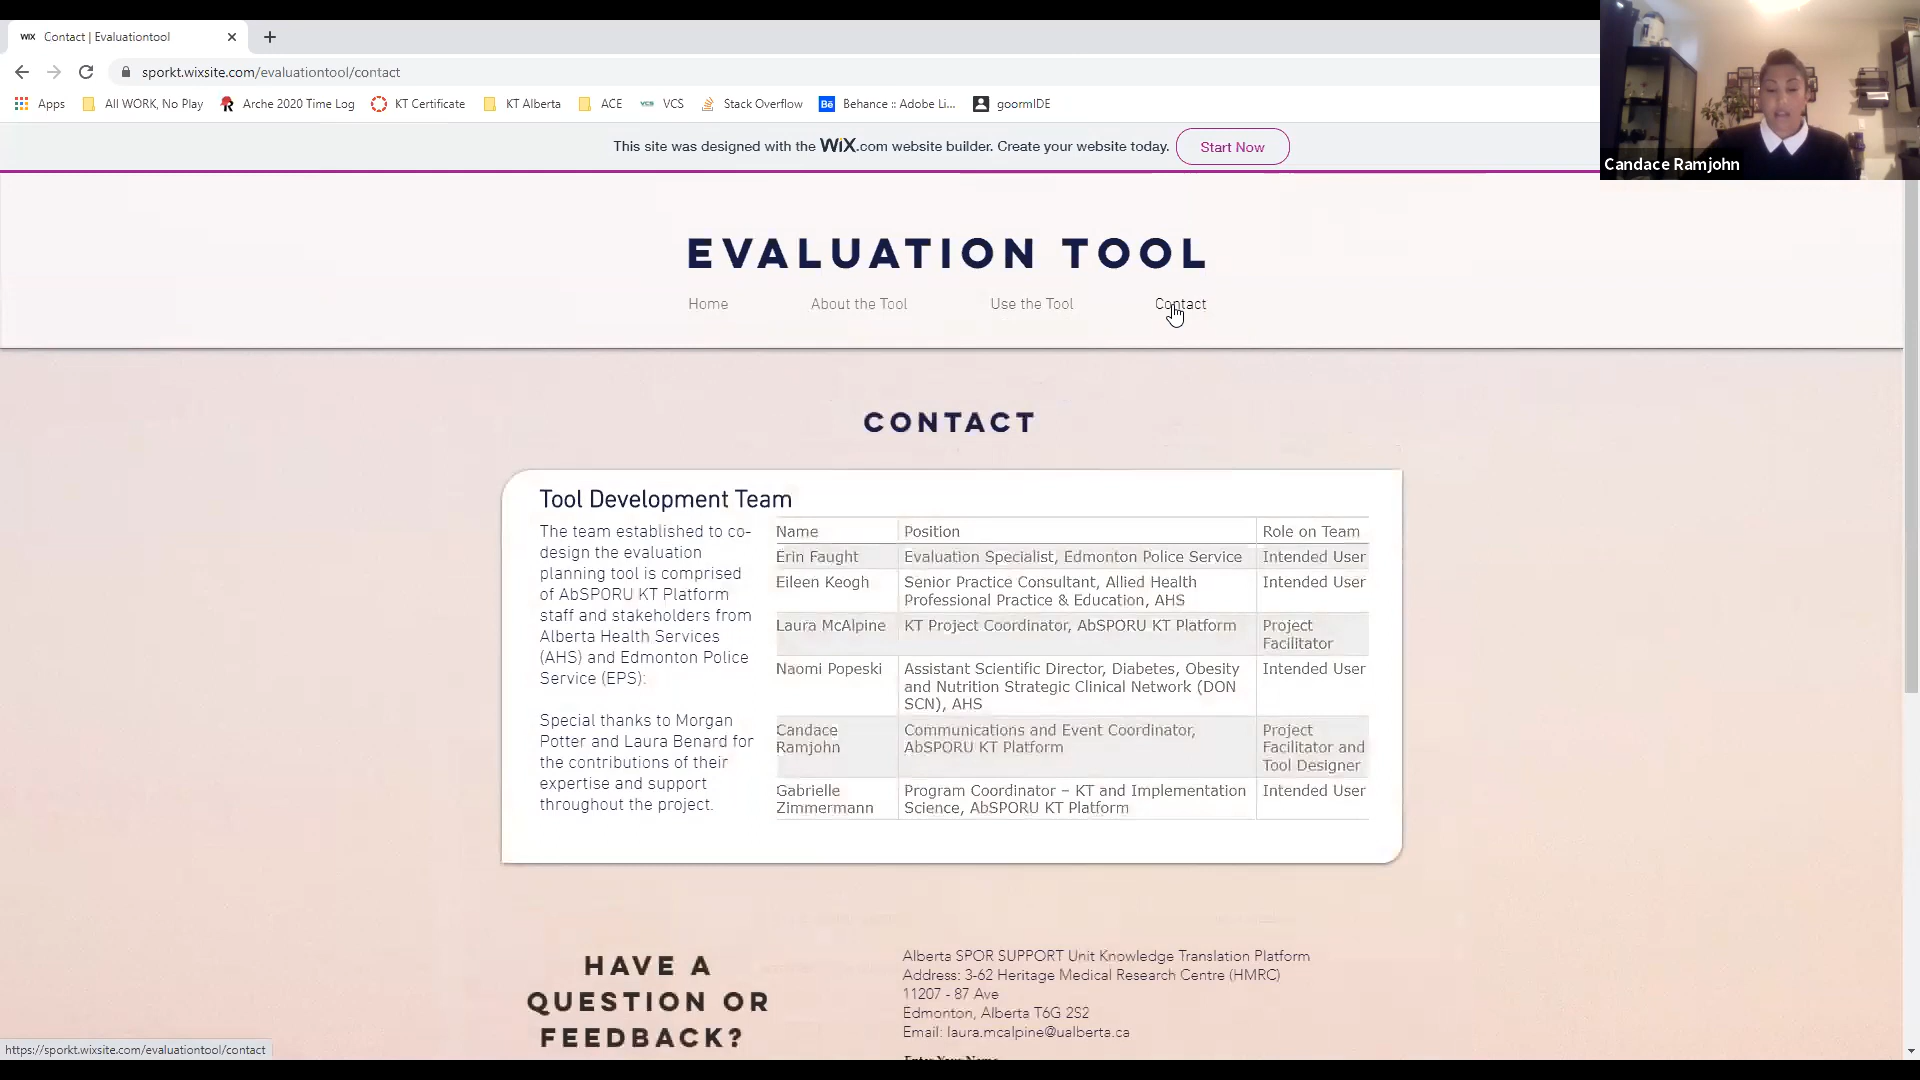 WiX Contact | Evaluationtool
sporkt.wixsite.com/evaluationtool/contact
Apps All WORK, No Play Arche 2020 Time Log KT Certificate KT Alberta ACE VCS VCS Stack Overflow Bē Behance :: Adobe Li... goormIDE
This site was designed with the WiX.com website builder. Create your website today. Start Now
Candace Ramjohn
EVALUATION TOOL
Home About the Tool Use the Tool Contact
CONTACT
Tool Development Team
The team established to co-
design the evaluation
planning tool is comprised
of AbSPORU KT Platform
staff and stakeholders from
Alberta Health Services
(AHS) and Edmonton Police
Service (EPS):
Special thanks to Morgan
Potter and Laura Benard for
the contributions of their
expertise and support
throughout the project.
Name Position Role on Team
Erin Faught Evaluation Specialist, Edmonton Police Service Intended User
Eileen Keogh Senior Practice Consultant, Allied Health Intended User
Professional Practice & Education, AHS
Laura McAlpine KT Project Coordinator, AbSPORU KT Platform Project
Facilitator
Naomi Popeski Assistant Scientific Director, Diabetes, Obesity Intended User
and Nutrition Strategic Clinical Network (DON
SCN), AHS
Candace Communications and Event Coordinator, Project
Ramjohn AbSPORU KT Platform Facilitator and
Tool Designer
Gabrielle Program Coordinator – KT and Implementation Intended User
Zimmermann Science, AbSPORU KT Platform
HAVE A
QUESTION OR
FEEDBACK?
Alberta SPOR SUPPORT Unit Knowledge Translation Platform
Address: 3-62 Heritage Medical Research Centre (HMRC)
11207 - 87 Ave
Edmonton, Alberta T6G 2S2
Email: laura.mcalpine@ualberta.ca
Enter Your Name
https://sporkt.wixsite.com/evaluationtool/contact